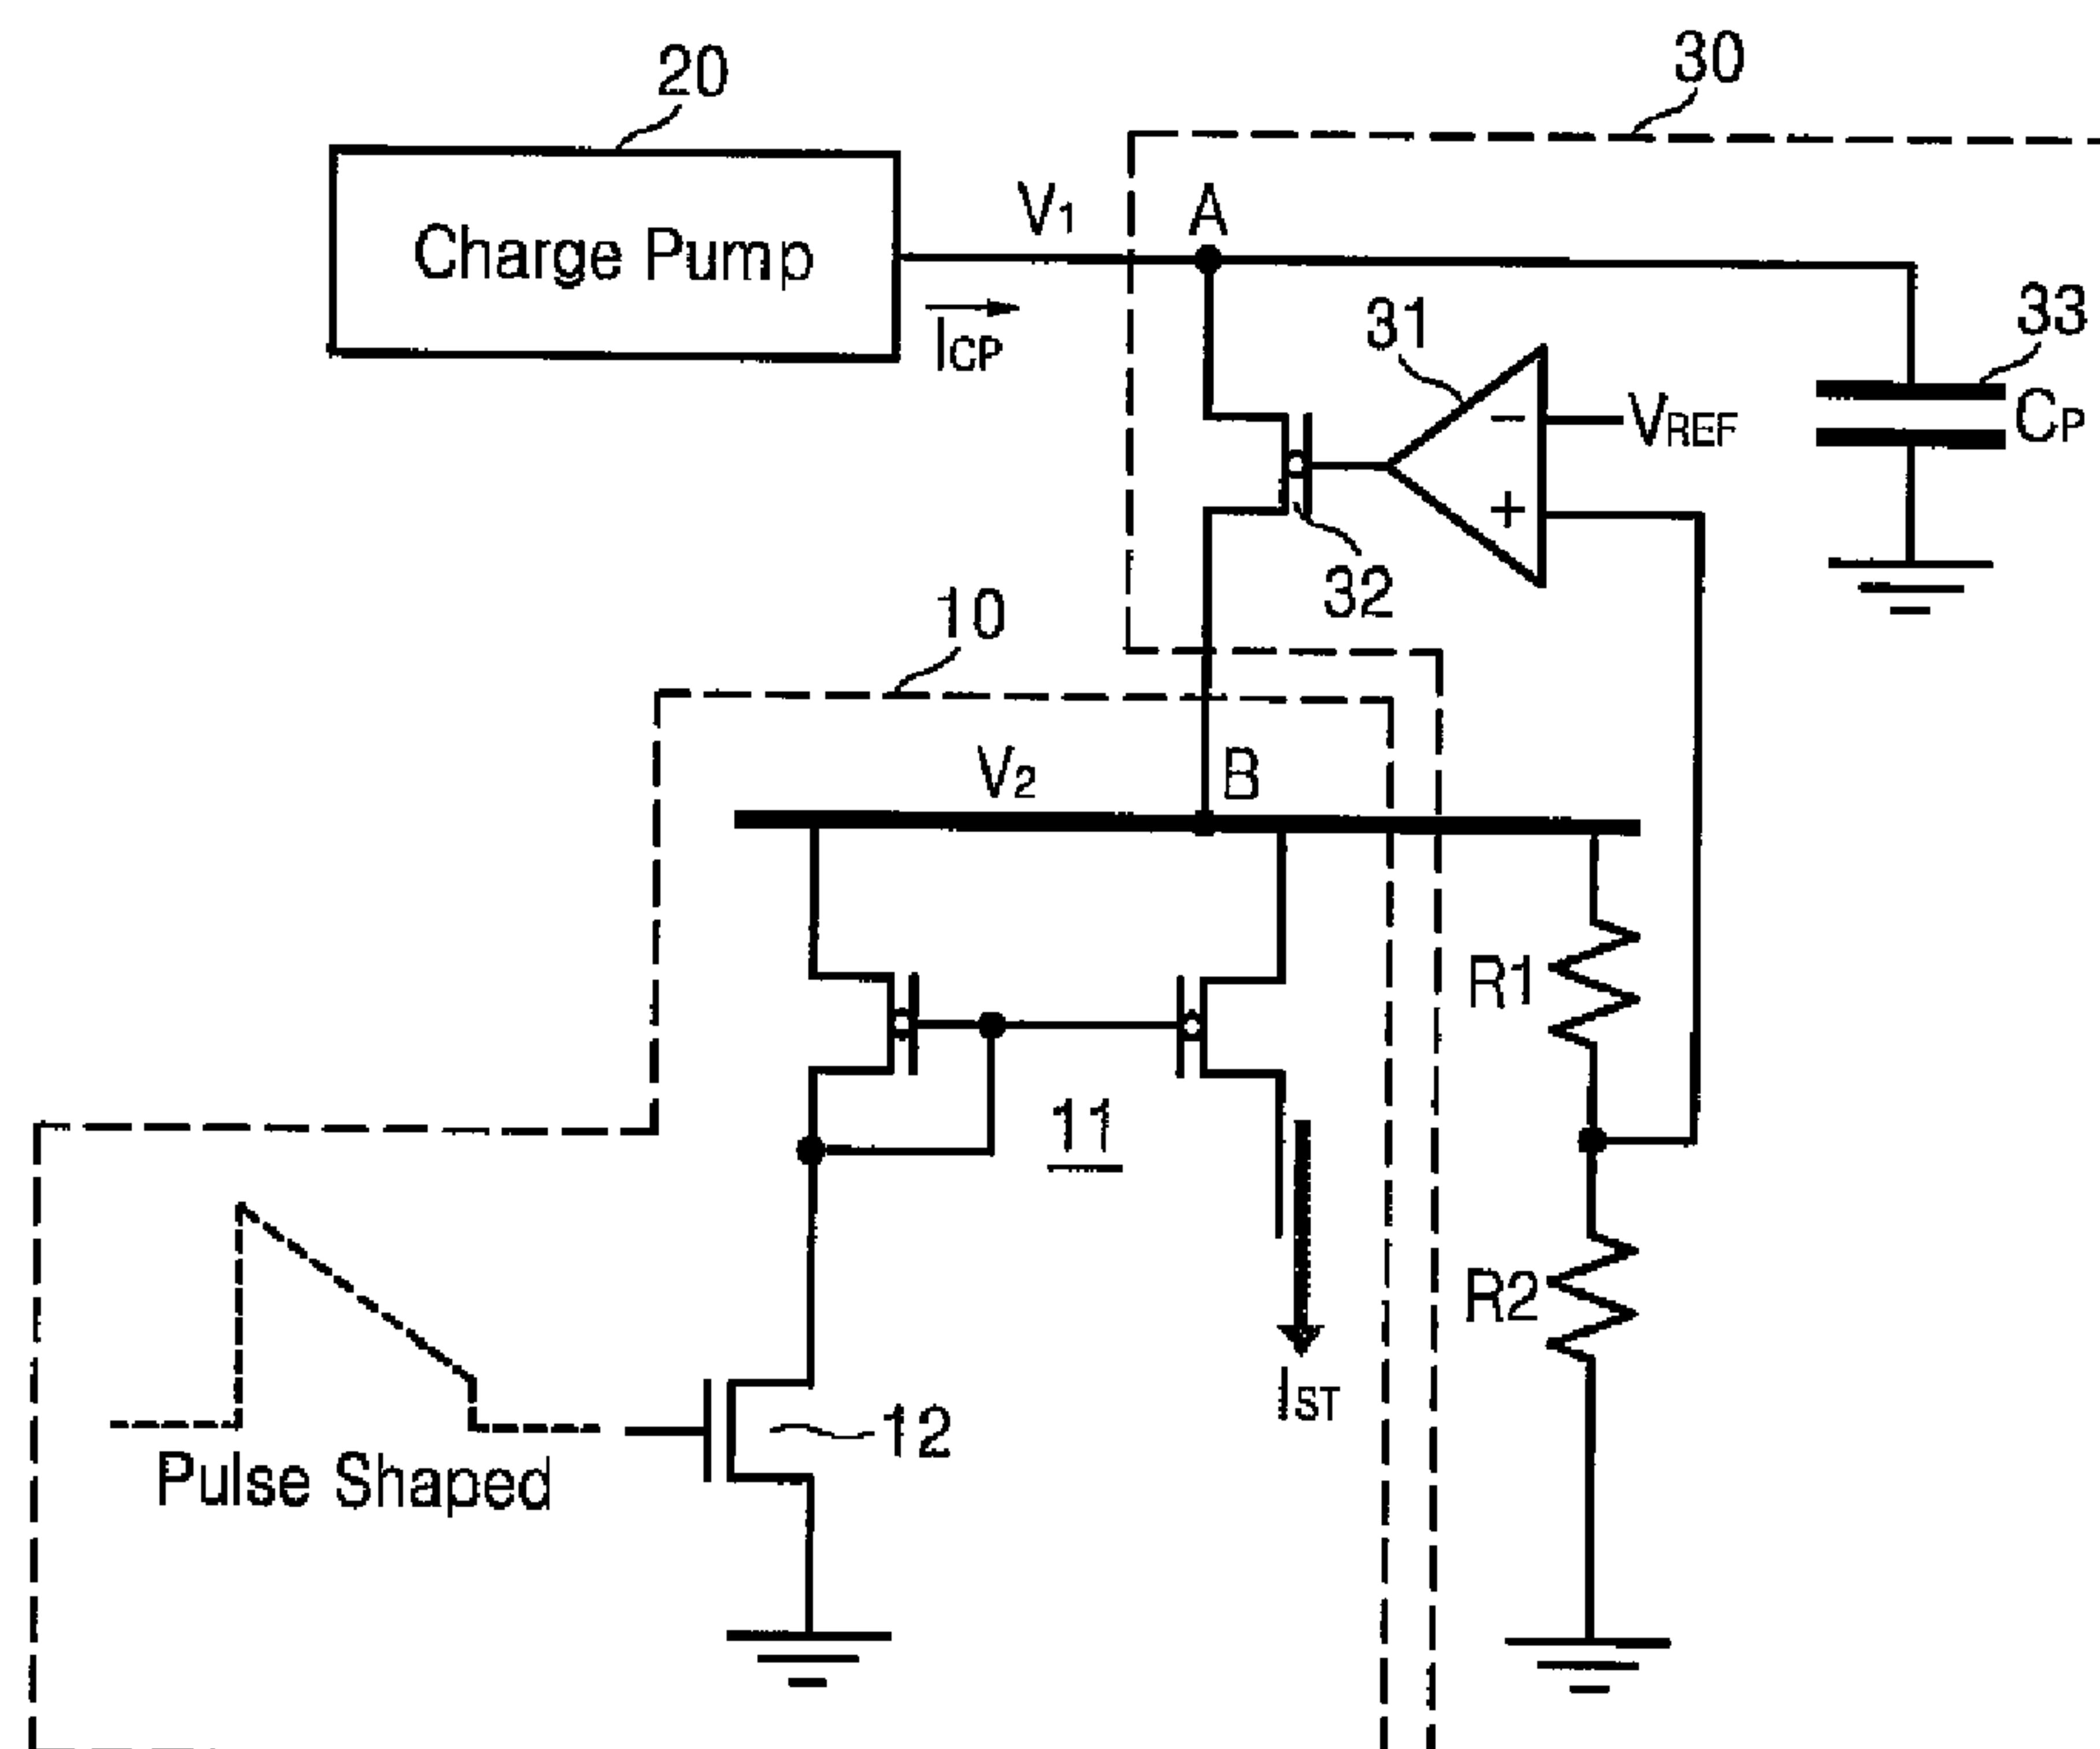 20
30
Charge Pump
V1
A
ICP
31
33
VREF
CP
−
+
32
10
V2
B
R1
11
R2
IST
12
Pulse Shaped